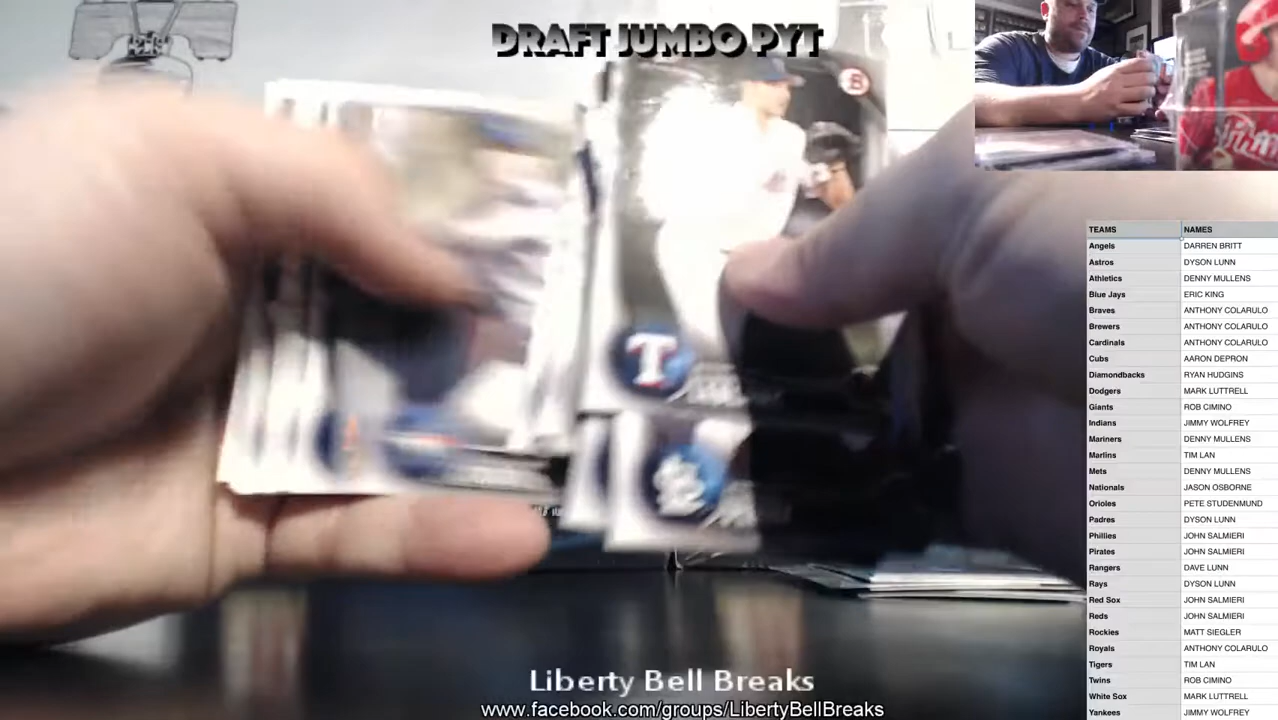 DRAFT JUMBO PYT
TEAMS NAMES
Angels DARREN BRITT
Astros DYSON LUNN
Athletics DENNY MULLENS
Blue Jays ERIC KING
Braves ANTHONY COLARULO
Brewers ANTHONY COLARULO
Cardinals ANTHONY COLARULO
Cubs AARON DEPRON
Diamondbacks RYAN HUDGINS
Dodgers MARK LUTTRELL
Giants ROB CIMINO
Indians JIMMY WOLFREY
Mariners DENNY MULLENS
Marlins TIM LAN
Mets DENNY MULLENS
Nationals JASON OSBORNE
Orioles PETE STUDENMUND
Padres DYSON LUNN
Phillies JOHN SALMIERI
Pirates JOHN SALMIERI
Rangers DAVE LUNN
Rays DYSON LUNN
Red Sox JOHN SALMIERI
Reds JOHN SALMIERI
Rockies MATT SIEGLER
Royals ANTHONY COLARULO
Tigers TIM LAN
Twins ROB CIMINO
White Sox MARK LUTTRELL
Yankees JIMMY WOLFREY
T
Liberty Bell Breaks
www.facebook.com/groups/LibertyBellBreaks